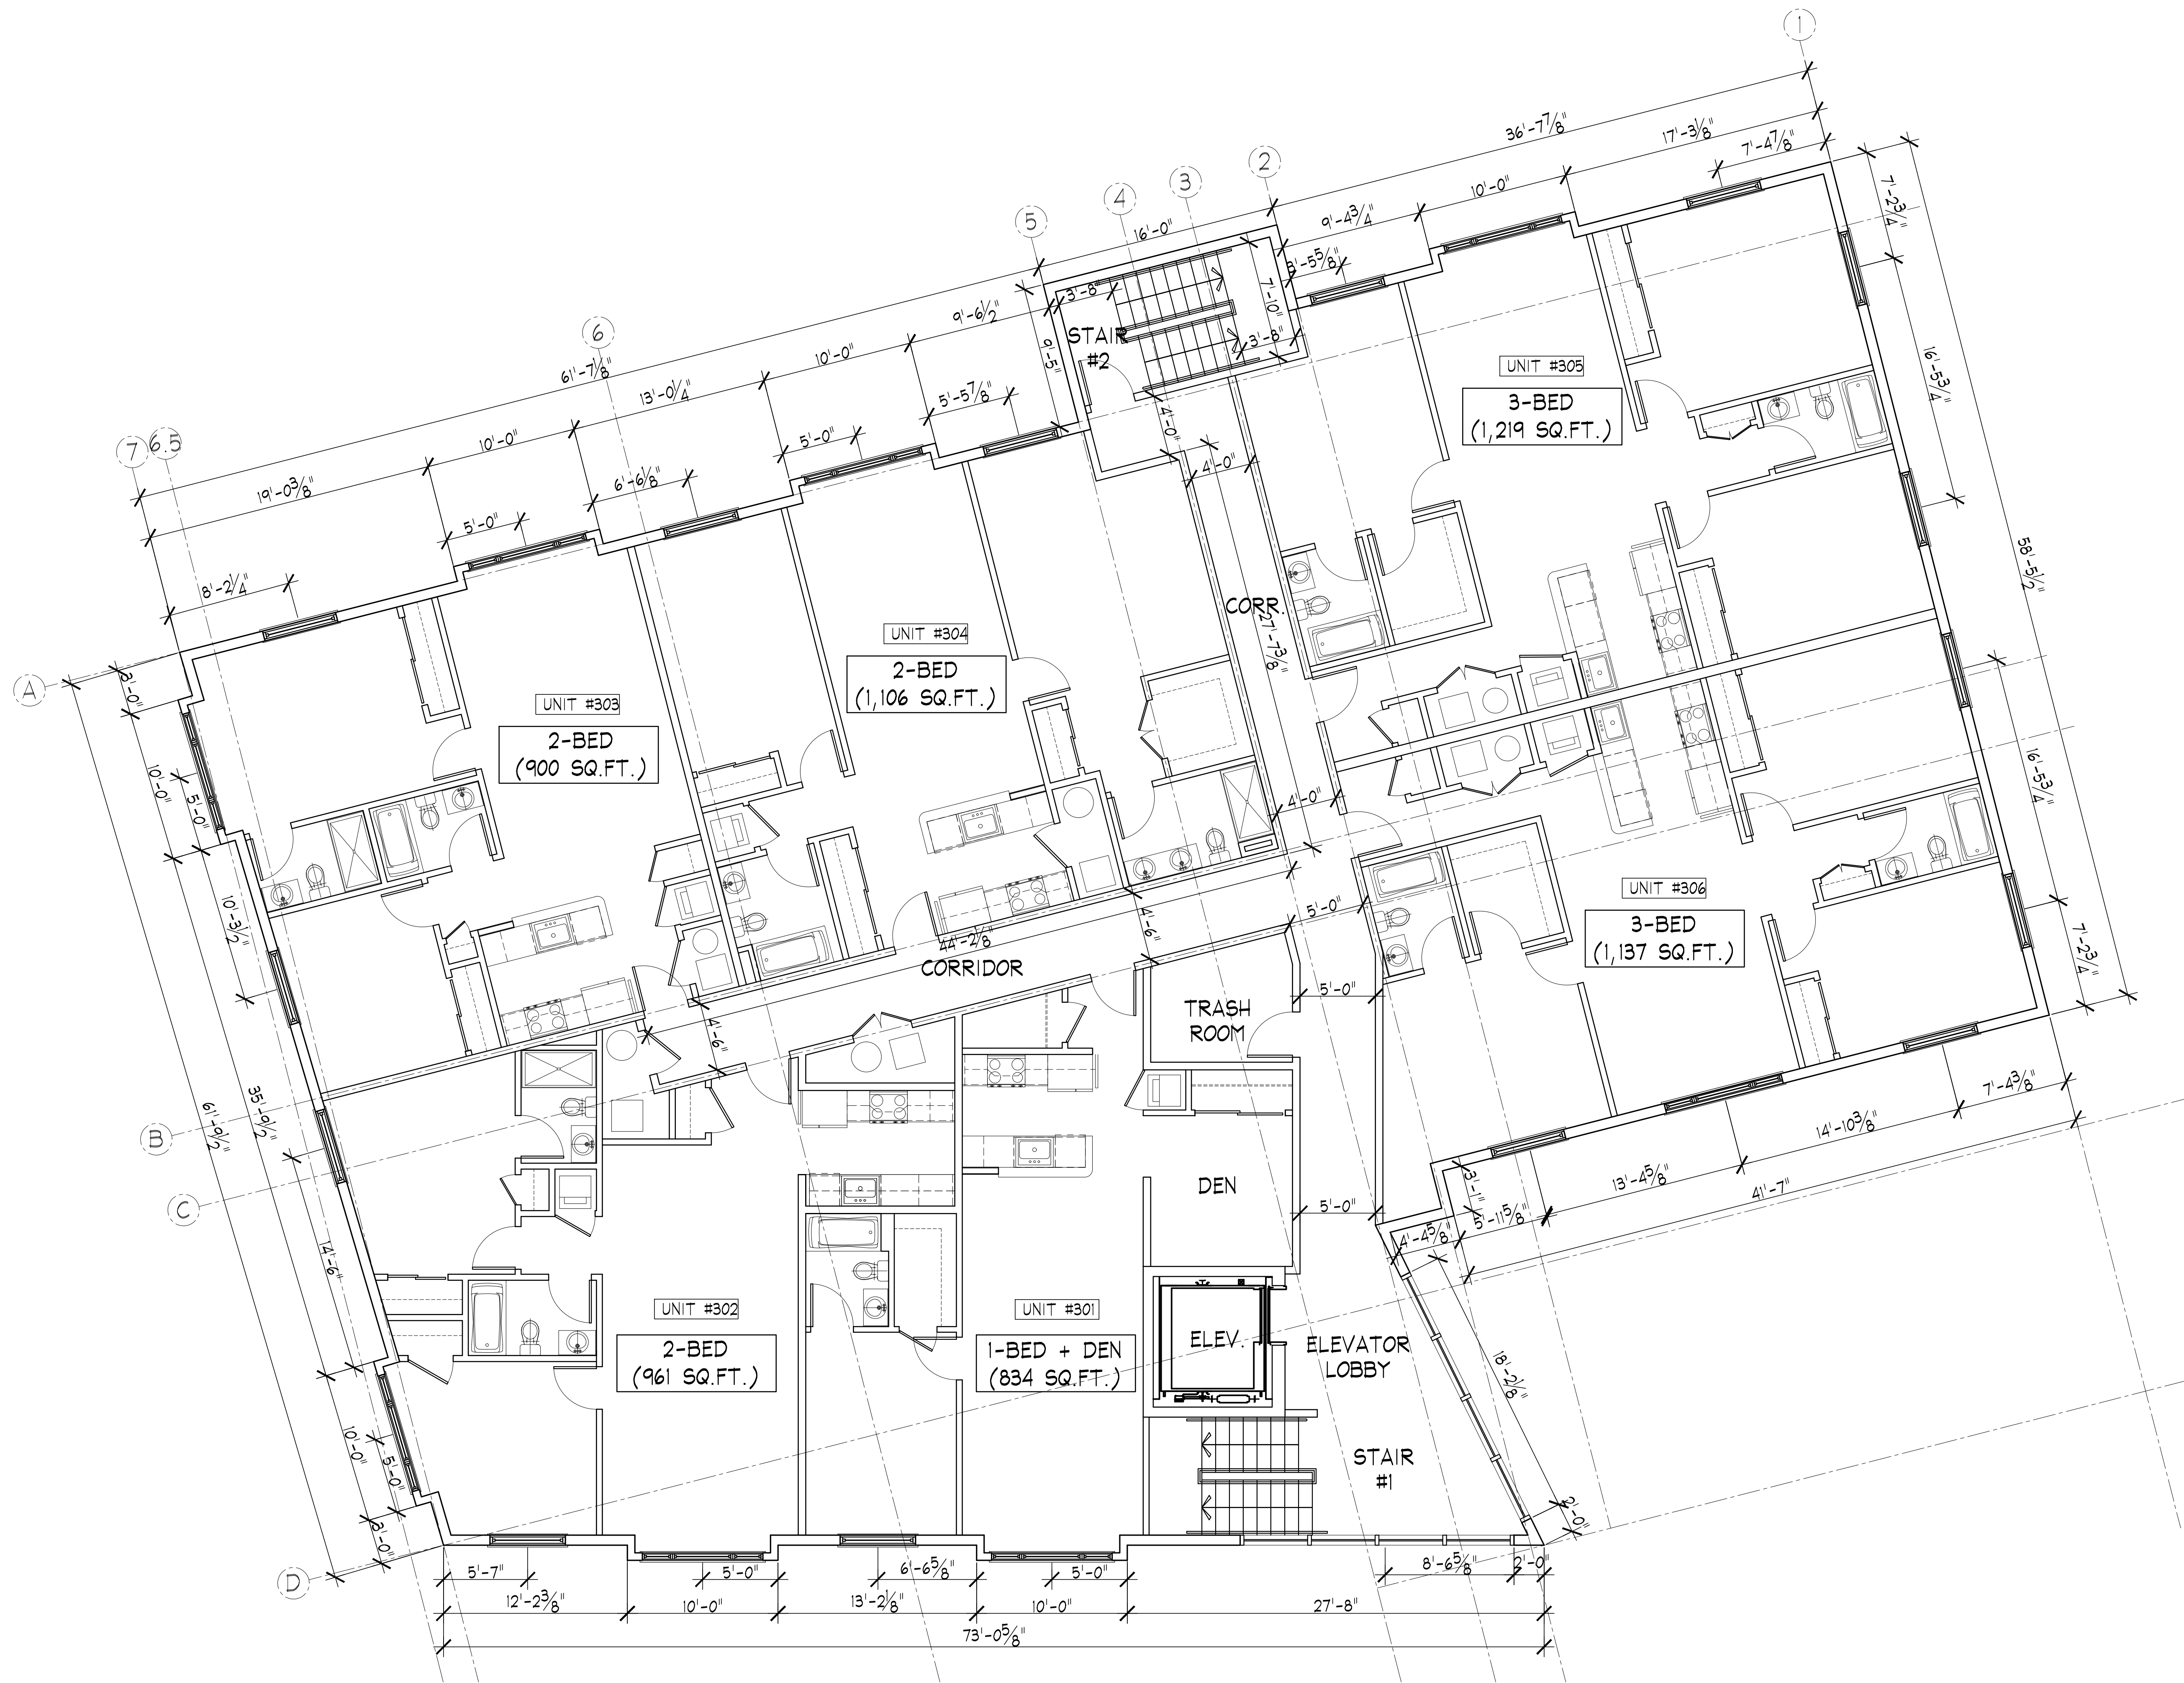 1
36'-7⅞"
17'-3⅛"
7'-4⅞"
2
3
4
5
16'-0"
9'-4¾"
10'-0"
7'-2¾"
3'-8"
7'-10"
STAIR
#2
3'-8"
9'-5"
9'-6½"
6
61'-7⅛"
10'-0"
13'-0¼"
5'-5⅞"
UNIT #305
3-BED
(1,219 SQ.FT.)
16'-5¾"
4'-0"
4'-0"
7
6.5
10'-0"
19'-0⅜"
5'-0"
6'-6⅛"
5'-0"
8'-2¼"
58'-5½"
CORR.
27'-7⅜"
UNIT #304
2-BED
(1,106 SQ.FT.)
A
3'-0"
UNIT #303
2-BED
(900 SQ.FT.)
10'-0"
5'-0"
4'-0"
16'-5¾"
UNIT #306
3-BED
(1,137 SQ.FT.)
10'-3½"
5'-0"
4'-6"
44'-2⅛"
CORRIDOR
7'-2¾"
5'-0"
TRASH
ROOM
4'-6"
7'-4⅜"
14'-10⅜"
B
61'-9½"
35'-9½"
C
DEN
5'-0"
3'-1"
13'-4⅝"
41'-7"
5'-11⅝"
4'-4⅝"
14'-6"
UNIT #302
2-BED
(961 SQ.FT.)
UNIT #301
1-BED + DEN
(834 SQ.FT.)
ELEV.
ELEVATOR
LOBBY
18'-2⅛"
10'-0"
5'-0"
STAIR
#1
2'-0"
3'-0"
D
5'-7"
5'-0"
6'-6⅝"
5'-0"
8'-6⅝"
2'-0"
12'-2⅜"
10'-0"
13'-2⅛"
10'-0"
27'-8"
73'-0⅝"